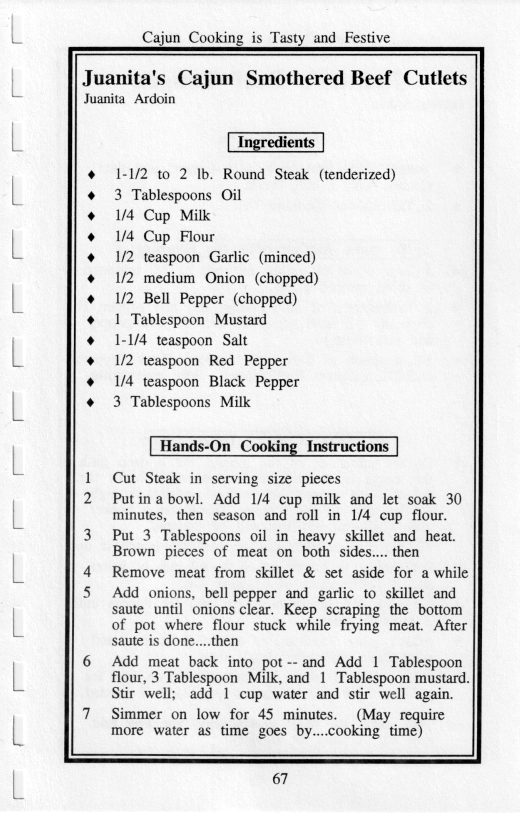 Cajun Cooking is Tasty and Festive
Juanita's Cajun Smothered Beef Cutlets
Juanita Ardoin
Ingredients
♦ 1-1/2 to 2 lb. Round Steak (tenderized)
♦ 3 Tablespoons Oil
♦ 1/4 Cup Milk
♦ 1/4 Cup Flour
♦ 1/2 teaspoon Garlic (minced)
♦ 1/2 medium Onion (chopped)
♦ 1/2 Bell Pepper (chopped)
♦ 1 Tablespoon Mustard
♦ 1-1/4 teaspoon Salt
♦ 1/2 teaspoon Red Pepper
♦ 1/4 teaspoon Black Pepper
♦ 3 Tablespoons Milk
Hands-On Cooking Instructions
1 Cut Steak in serving size pieces
2 Put in a bowl. Add 1/4 cup milk and let soak 30
minutes, then season and roll in 1/4 cup flour.
3 Put 3 Tablespoons oil in heavy skillet and heat.
Brown pieces of meat on both sides.... then
4 Remove meat from skillet & set aside for a while
5 Add onions, bell pepper and garlic to skillet and
saute until onions clear. Keep scraping the bottom
of pot where flour stuck while frying meat. After
saute is done....then
6 Add meat back into pot -- and Add 1 Tablespoon
flour, 3 Tablespoon Milk, and 1 Tablespoon mustard.
Stir well; add 1 cup water and stir well again.
7 Simmer on low for 45 minutes. (May require
more water as time goes by....cooking time)
67